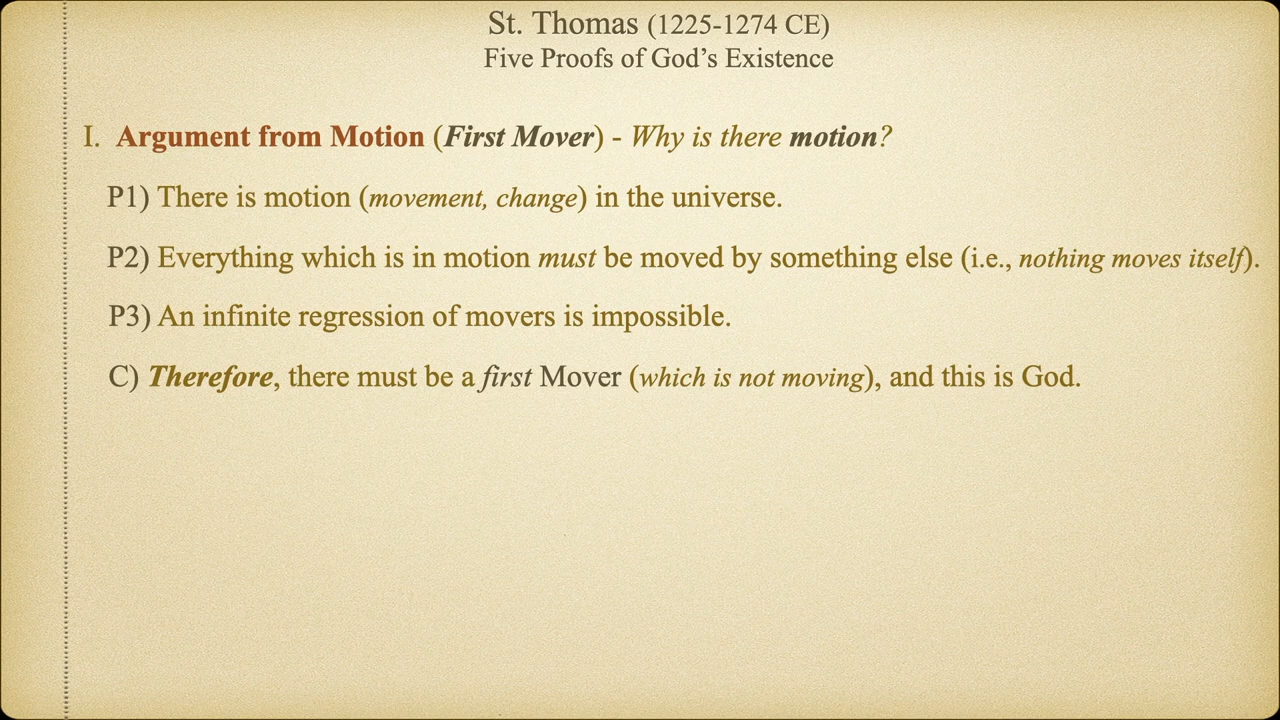 St. Thomas (1225-1274 CE)
Five Proofs of God’s Existence
I. Argument from Motion (First Mover) - Why is there motion?
P1) There is motion (movement, change) in the universe.
P2) Everything which is in motion must be moved by something else (i.e., nothing moves itself).
P3) An infinite regression of movers is impossible.
C) Therefore, there must be a first Mover (which is not moving), and this is God.